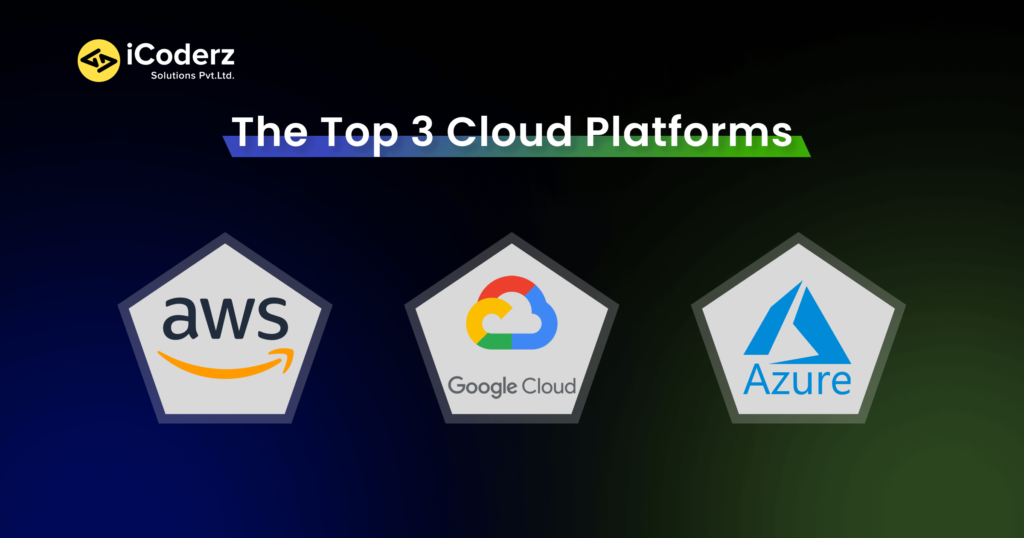 iCoderz
Solutions Pvt.Ltd.
The Top 3 Cloud Platforms
aws
Google Cloud
Azure